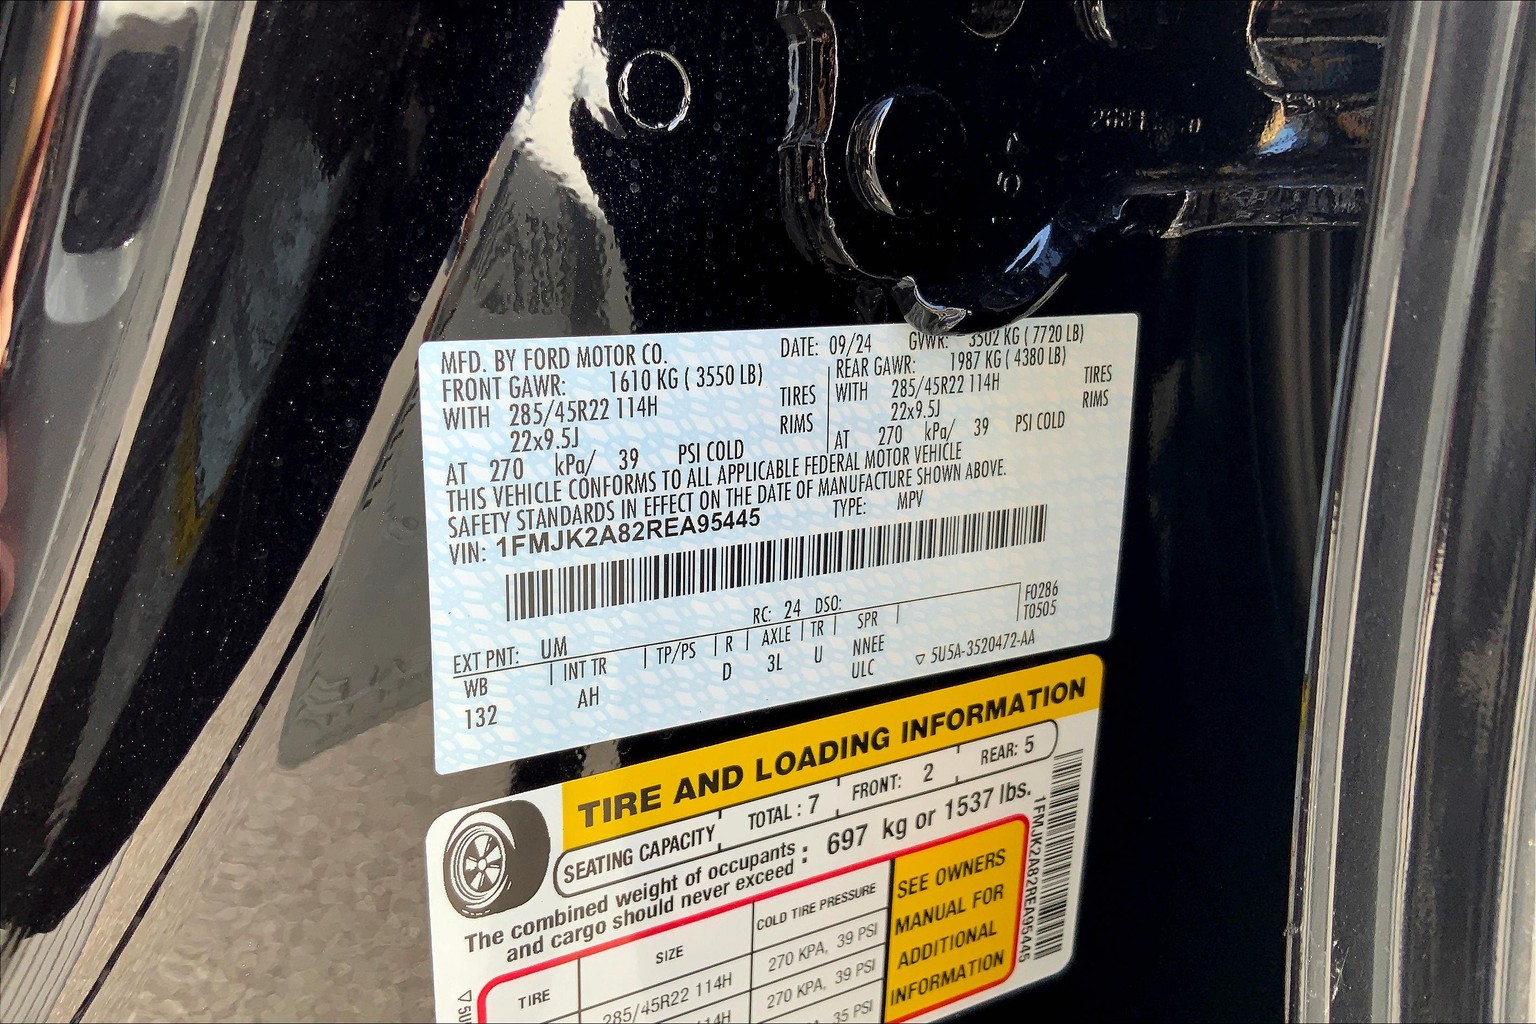 MFD. BY FORD MOTOR CO. DATE: 09/24 GVWR: 3502 KG ( 7720 LB)
FRONT GAWR: 1610 KG ( 3550 LB) REAR GAWR: 1987 KG ( 4380 LB)
WITH 285/45R22 114H TIRES WITH 285/45R22 114H TIRES
22x9.5J RIMS 22x9.5J RIMS
AT 270 kPa/ 39 PSI COLD AT 270 kPa/ 39 PSI COLD
THIS VEHICLE CONFORMS TO ALL APPLICABLE FEDERAL MOTOR VEHICLE
SAFETY STANDARDS IN EFFECT ON THE DATE OF MANUFACTURE SHOWN ABOVE.
VIN: 1FMJK2A82REA95445 TYPE: MPV
EXT PNT: UM RC: 24 DSO: F0286
WB INT TR TP/PS R AXLE TR SPR T0505
132 AH D 3L U NNEE
ULC 5U5A-3520472-AA
TIRE AND LOADING INFORMATION
SEATING CAPACITY TOTAL : 7 FRONT: 2 REAR: 5
The combined weight of occupants
and cargo should never exceed : 697 kg or 1537 lbs.
TIRE SIZE COLD TIRE PRESSURE
285/45R22 114H 270 KPA, 39 PSI
114H 270 KPA, 39 PSI
35 PSI
SEE OWNERS
MANUAL FOR
ADDITIONAL
INFORMATION
1FMJK2A82REA95445